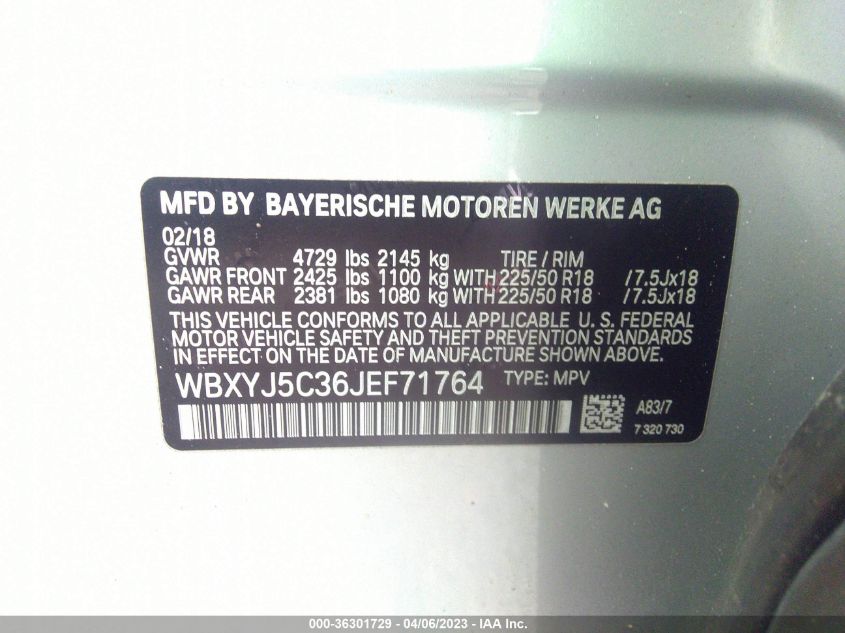 MFD BY BAYERISCHE MOTOREN WERKE AG
02/18
GVWR 4729 lbs 2145 kg TIRE / RIM
GAWR FRONT 2425 lbs 1100 kg WITH 225/50 R18 /7.5Jx18
GAWR REAR 2381 lbs 1080 kg WITH 225/50 R18 /7.5Jx18
THIS VEHICLE CONFORMS TO ALL APPLICABLE U. S. FEDERAL
MOTOR VEHICLE SAFETY AND THEFT PREVENTION STANDARDS
IN EFFECT ON THE DATE OF MANUFACTURE SHOWN ABOVE.
WBXYJ5C36JEF71764 TYPE: MPV
A83/7
7 320 730
000-36301729 - 04/06/2023 - IAA Inc.